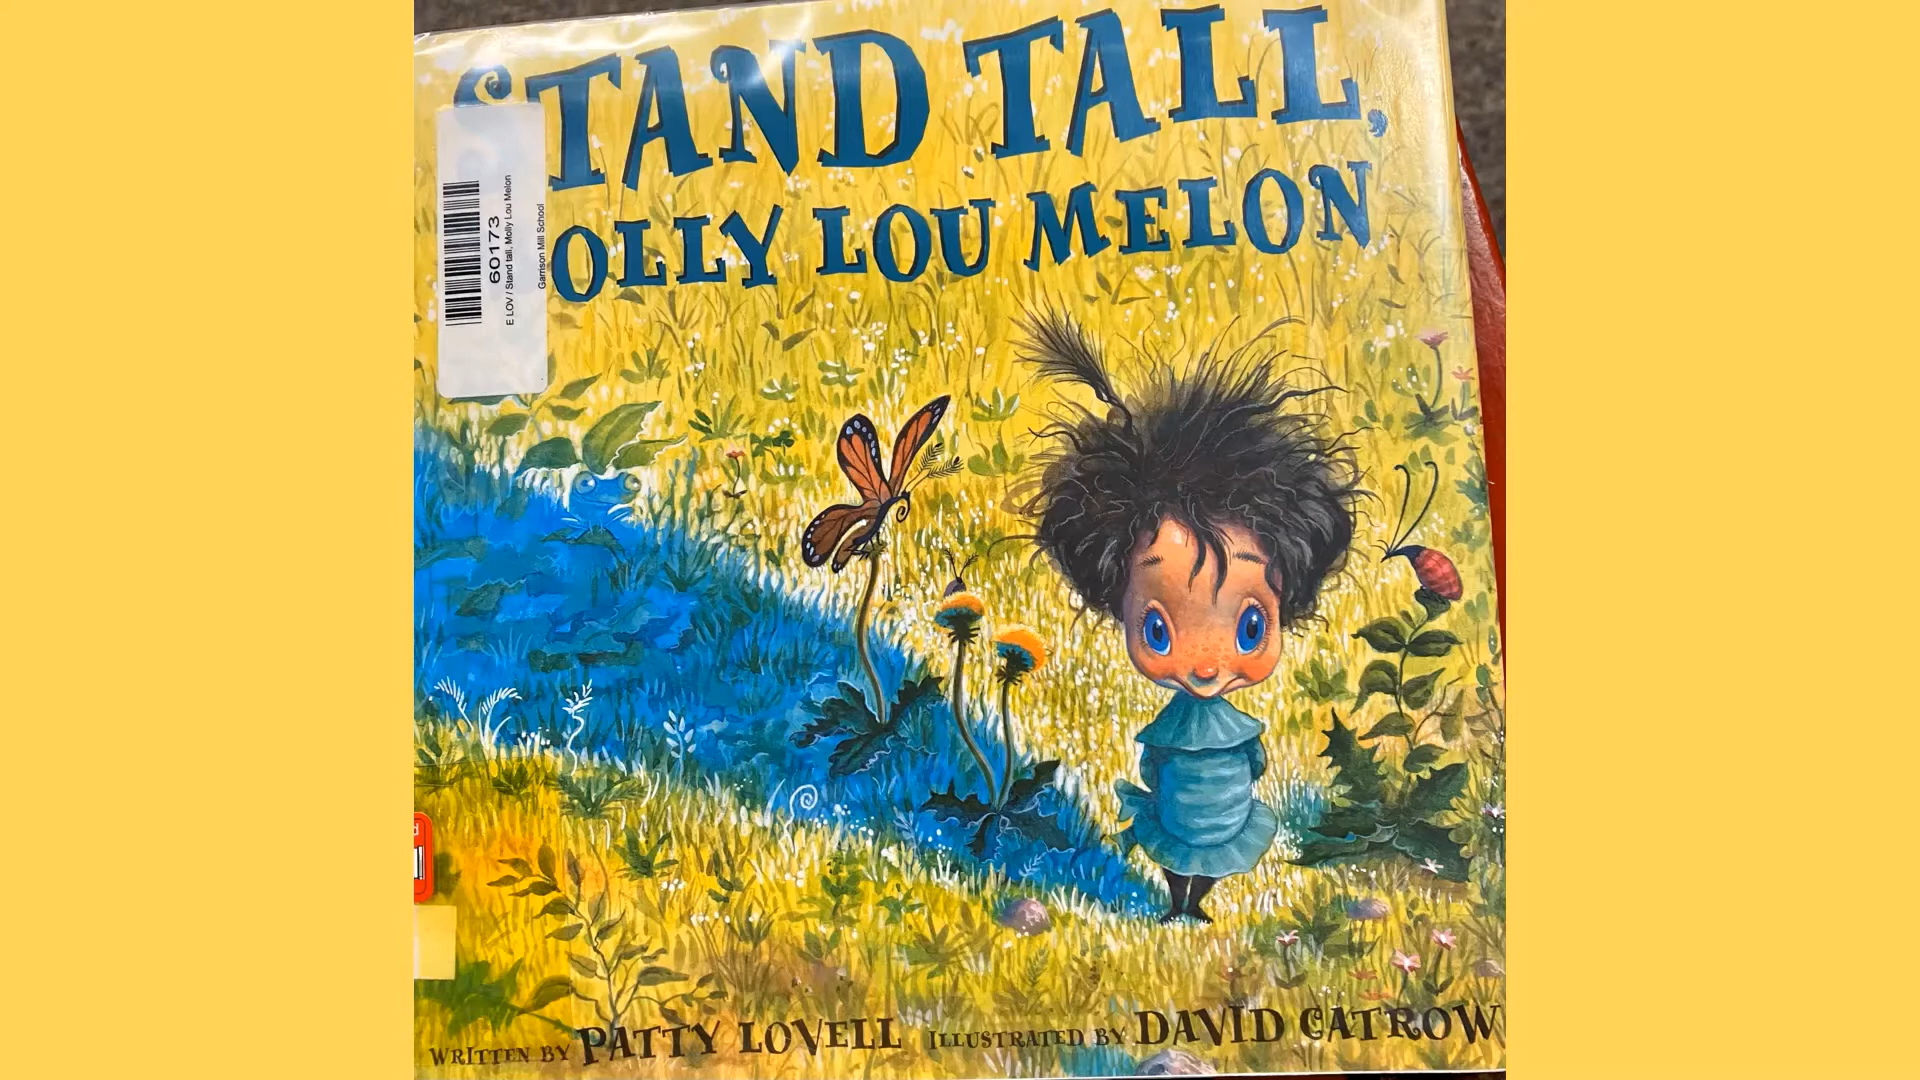 STAND TALL,
OLLY LOU MELON
60173
E LOV / Stand tall, Molly Lou Melon
Garrison Mill School
WRITTEN BY PATTY LOVELL ILLUSTRATED BY DAVID CATROW